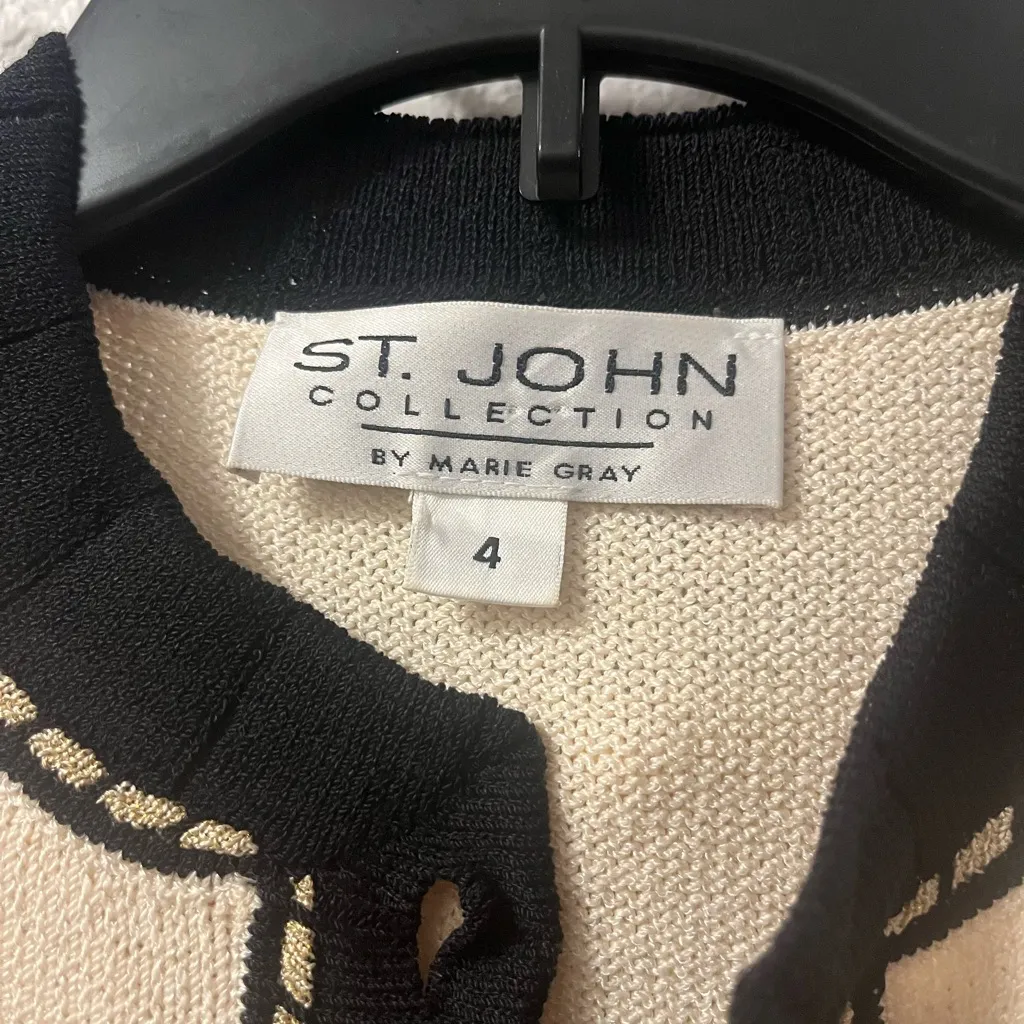 ST. JOHN
COLLECTION
BY MARIE GRAY
4